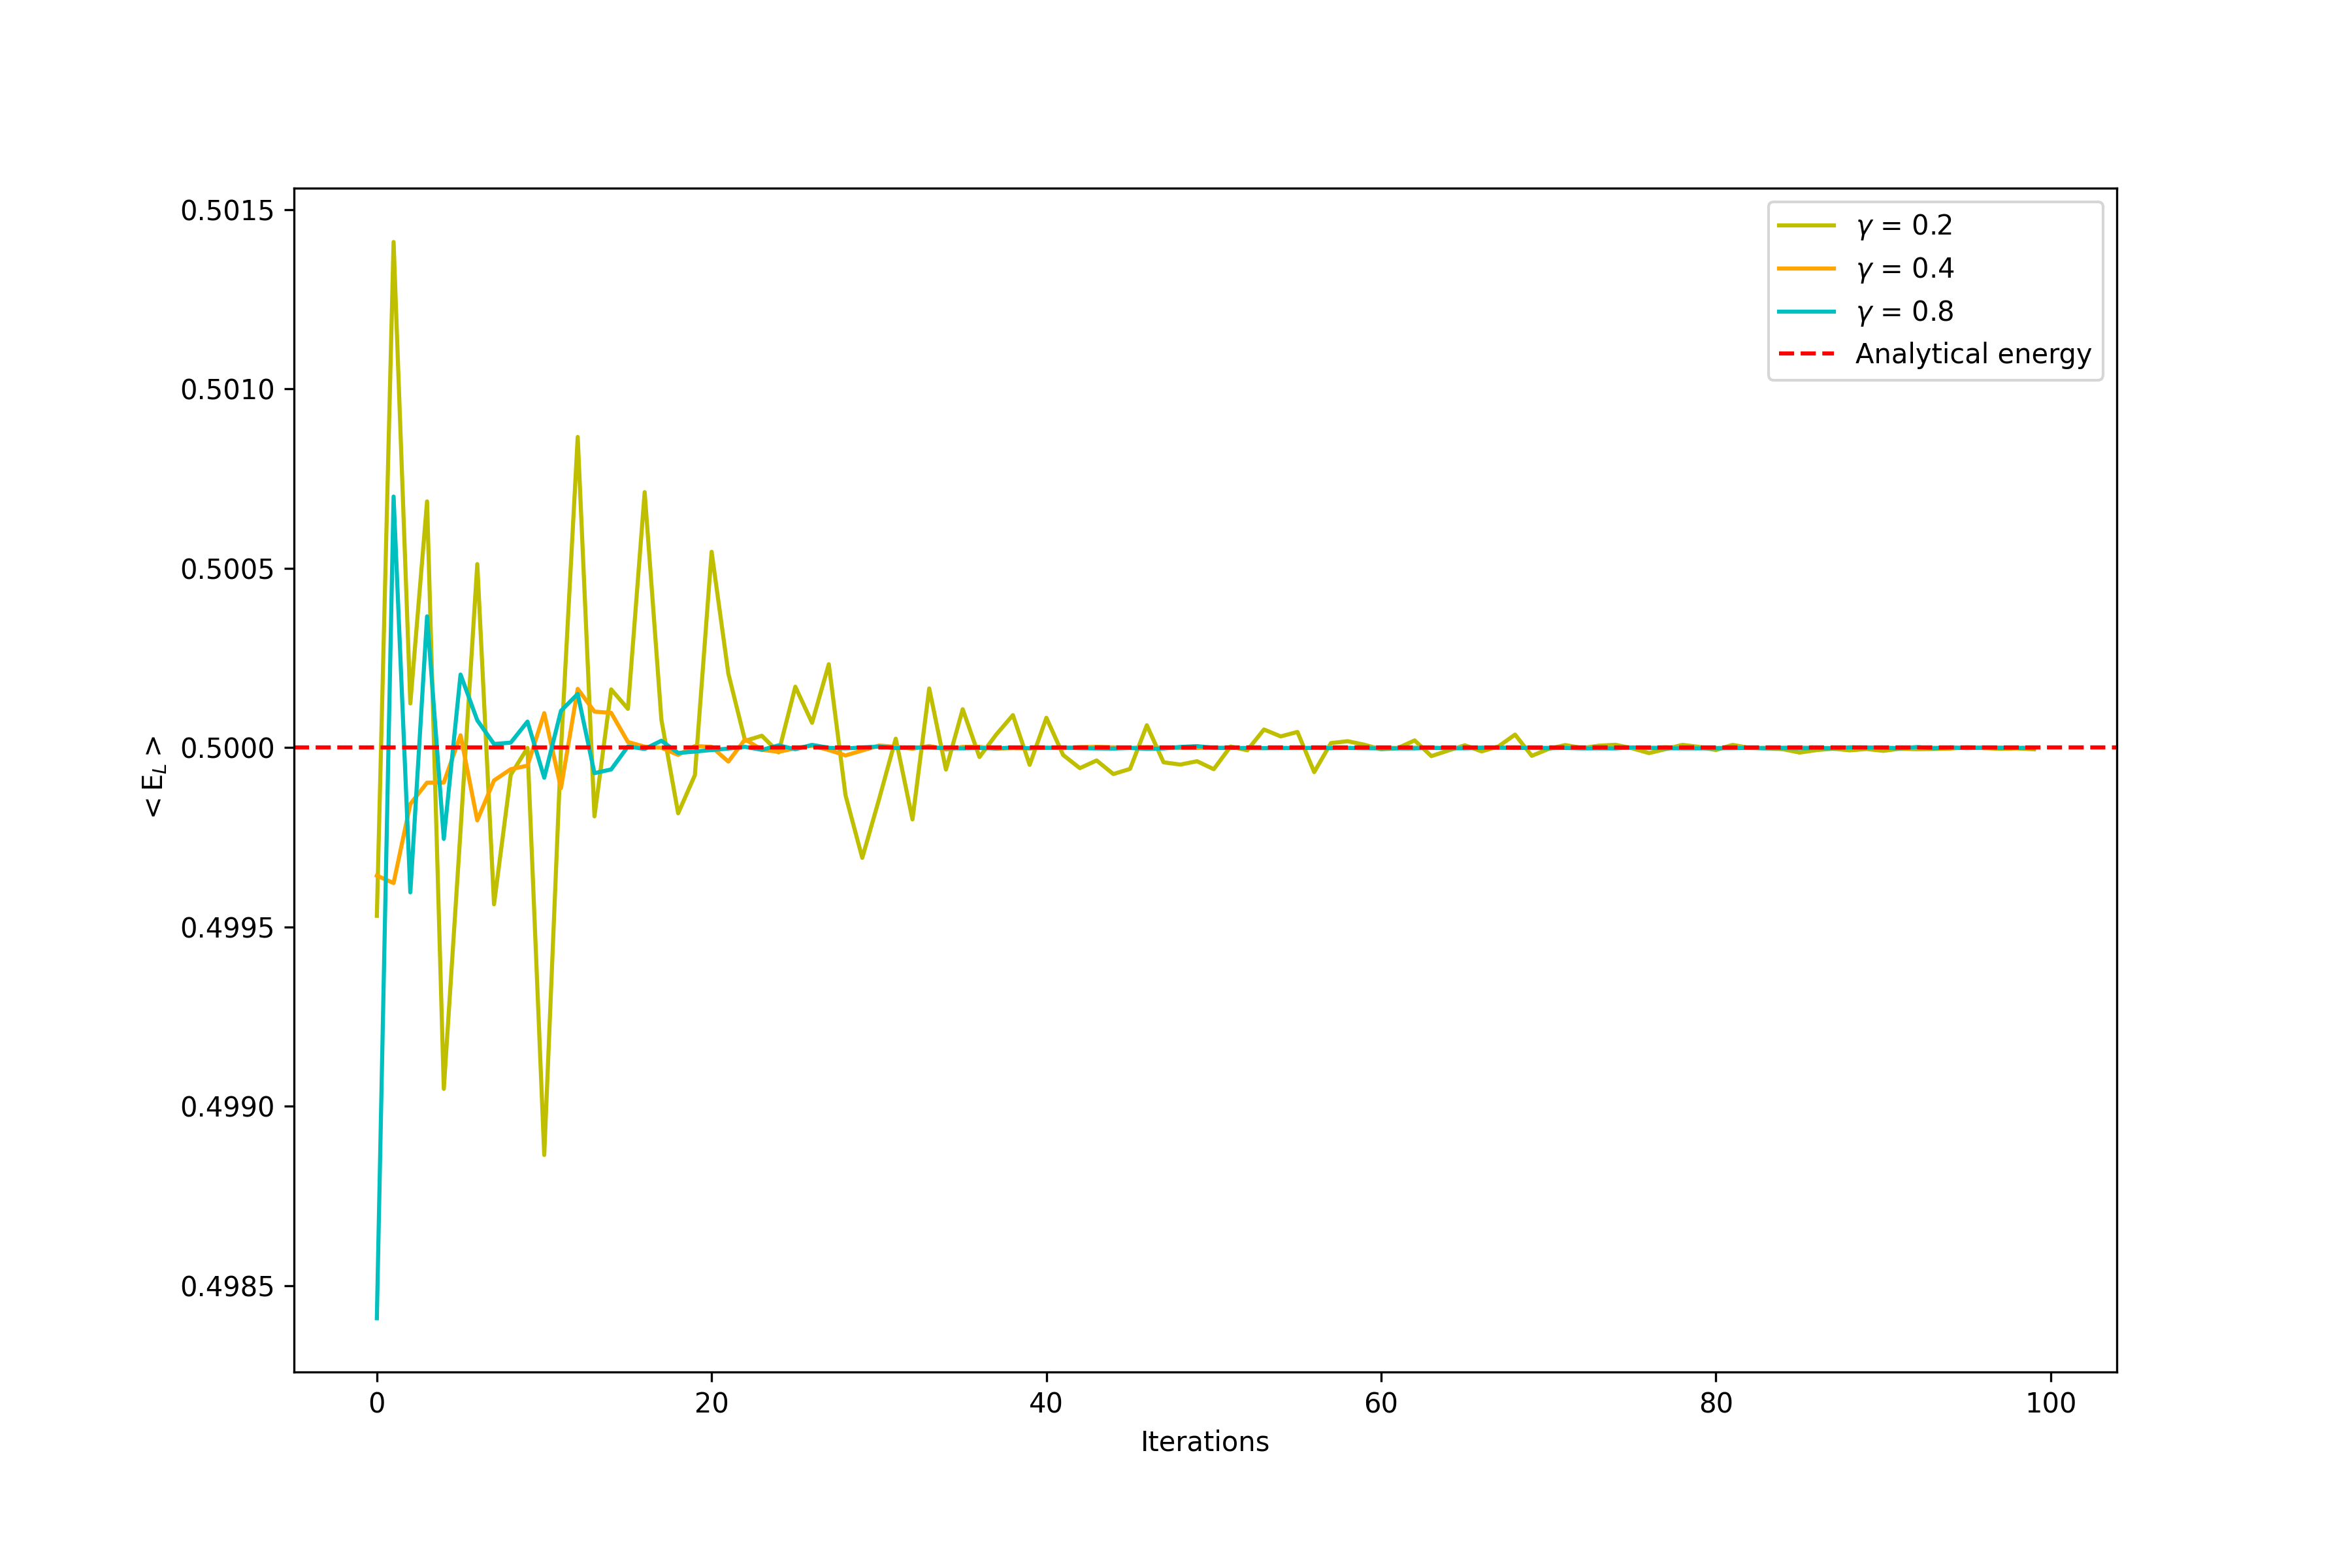 0.5015
0.5010
0.5005
0.5000
0.4995
0.4990
0.4985
<E_L>
γ = 0.2
γ = 0.4
γ = 0.8
Analytical energy
0 20 40 60 80 100
Iterations